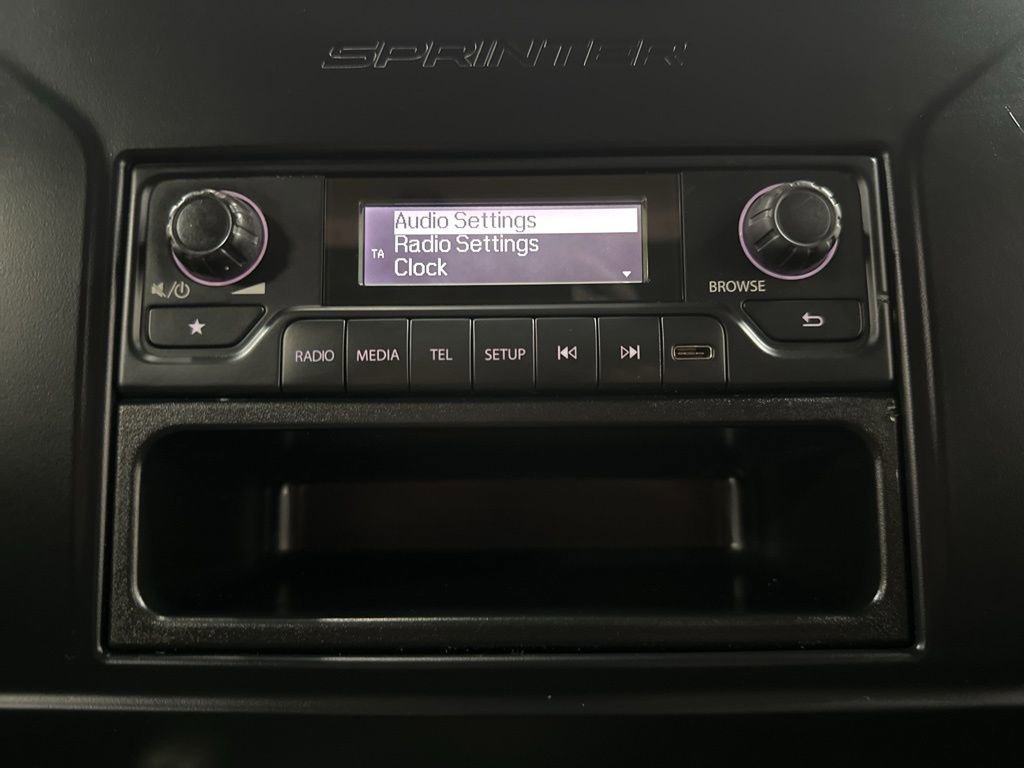 SPRINTER
Audio Settings
TA Radio Settings
Clock
BROWSE
RADIO MEDIA TEL SETUP